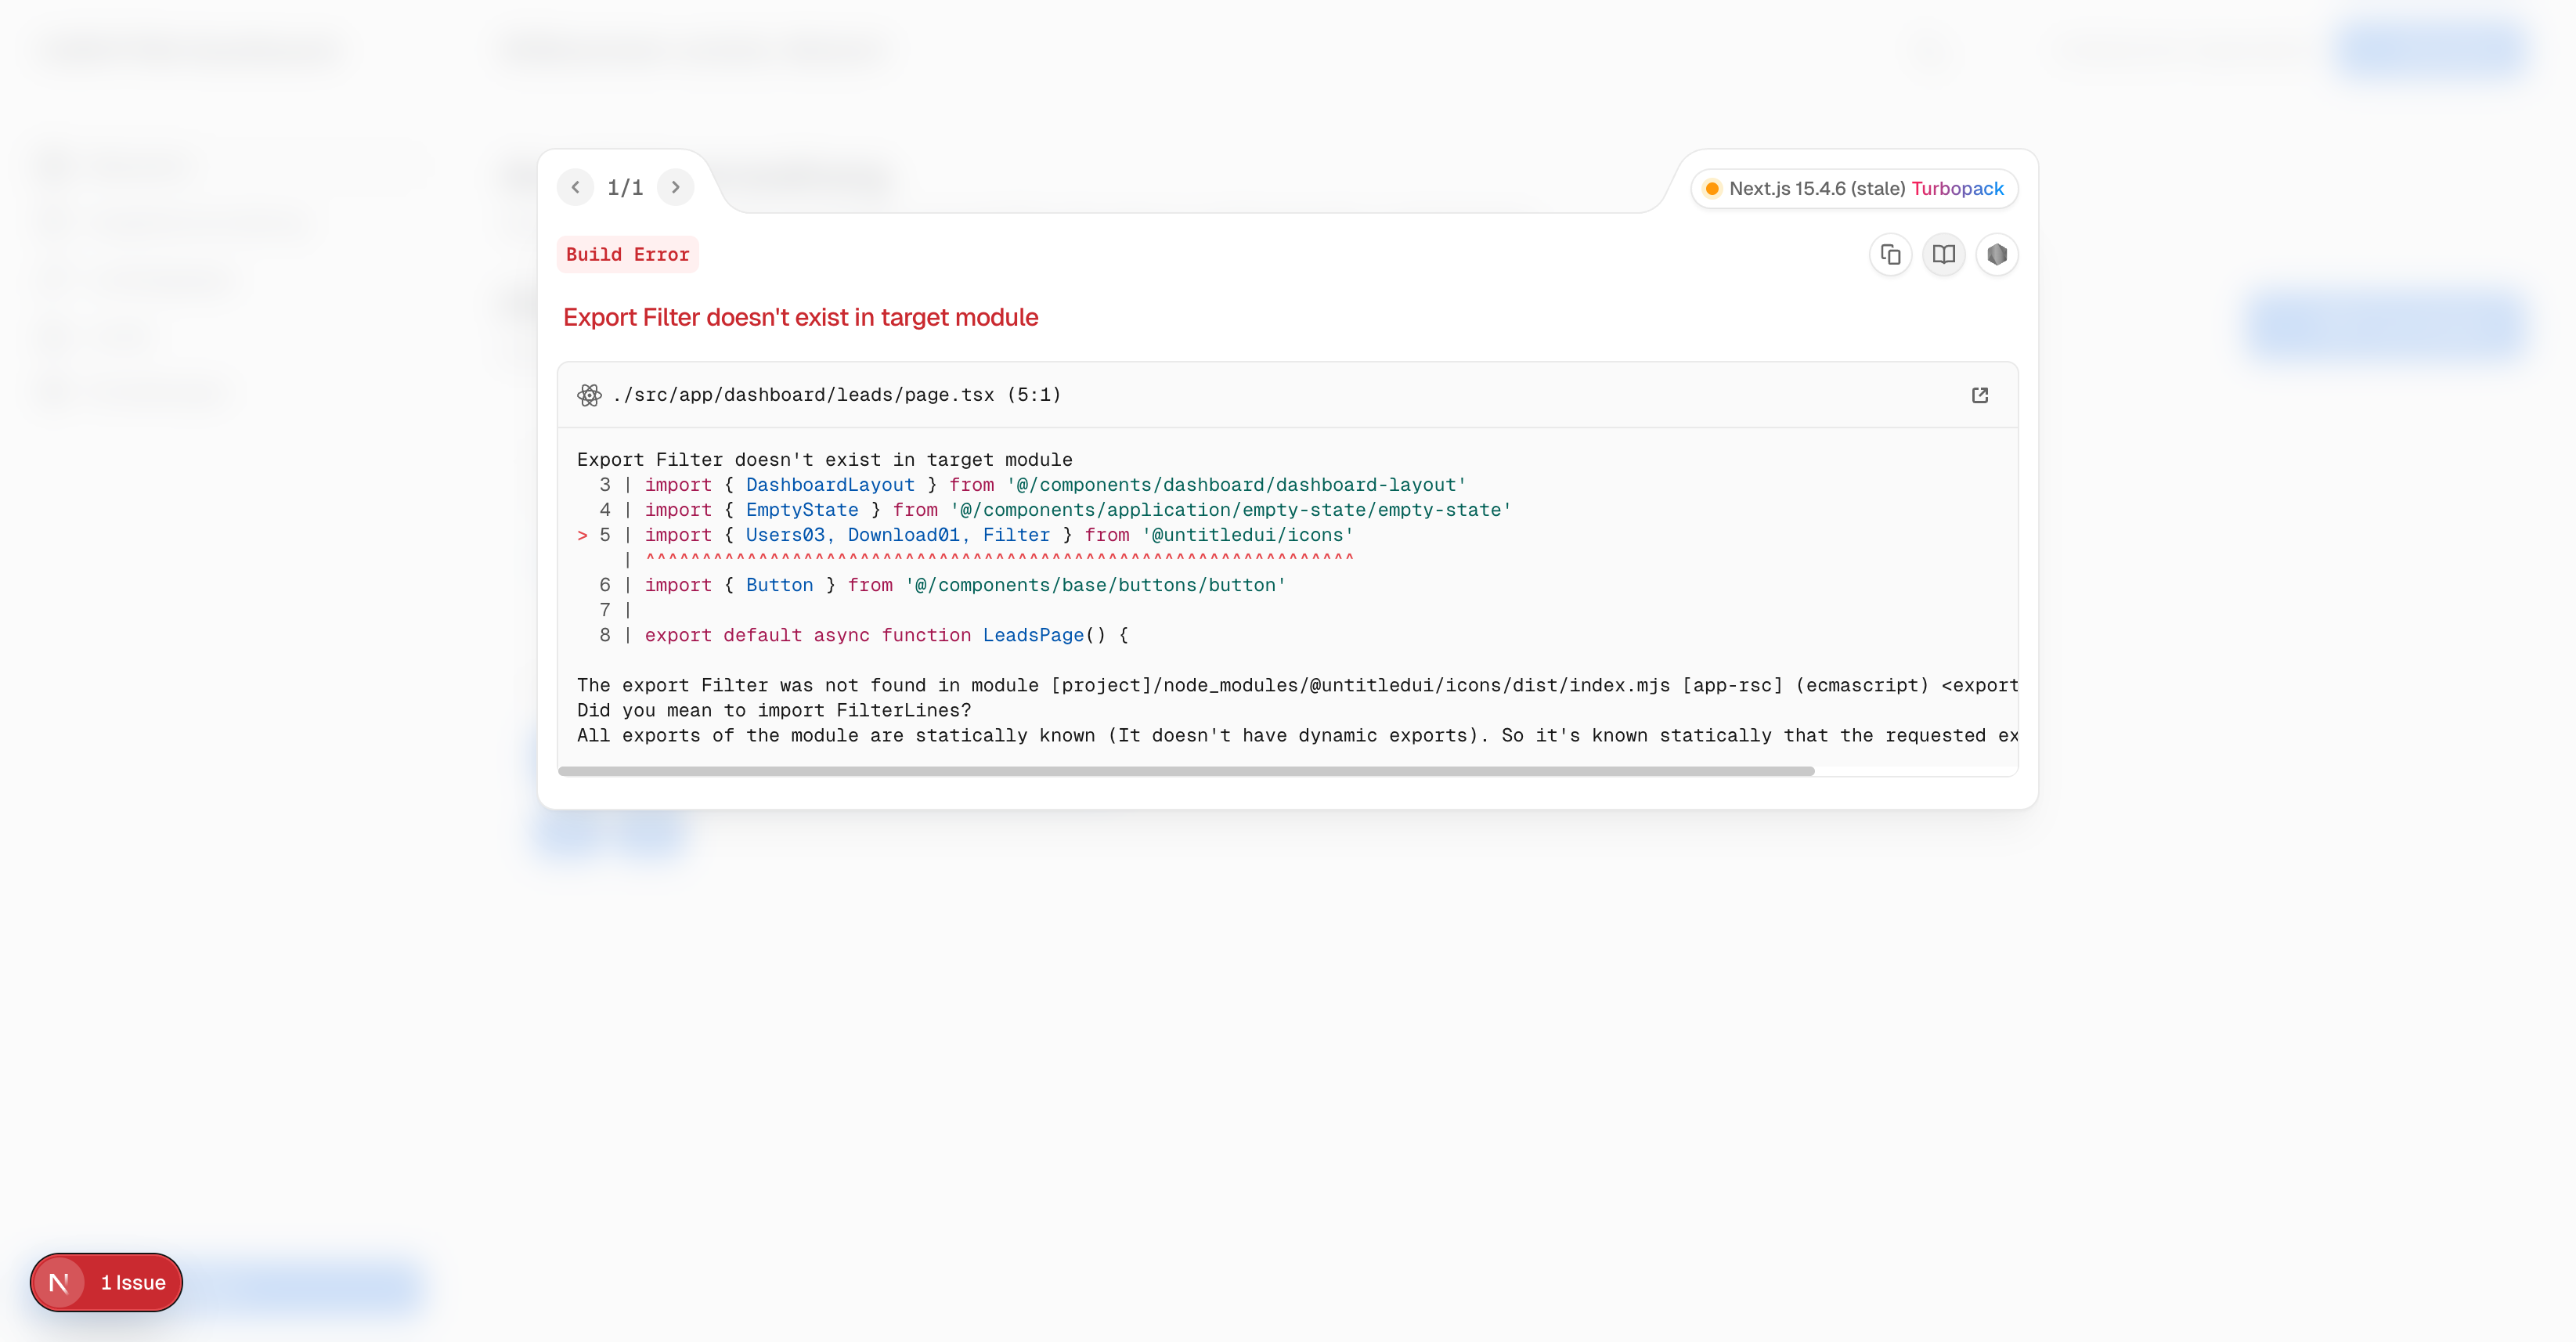 1/1
Next.js 15.4.6 (stale) Turbopack
Build Error
Export Filter doesn't exist in target module
./src/app/dashboard/leads/page.tsx (5:1)
Export Filter doesn't exist in target module
3 | import { DashboardLayout } from '@/components/dashboard/dashboard-layout'
4 | import { EmptyState } from '@/components/application/empty-state/empty-state'
> 5 | import { Users03, Download01, Filter } from '@untitledui/icons'
| ^^^^^^^^^^^^^^^^^^^^^^^^^^^^^^^^^^^^^^^^^^^^^^^^^^^^^^^^^^^^^^^
6 | import { Button } from '@/components/base/buttons/button'
7 |
8 | export default async function LeadsPage() {
The export Filter was not found in module [project]/node_modules/@untitledui/icons/dist/index.mjs [app-rsc] (ecmascript) <export
Did you mean to import FilterLines?
All exports of the module are statically known (It doesn't have dynamic exports). So it's known statically that the requested ex
N 1 Issue